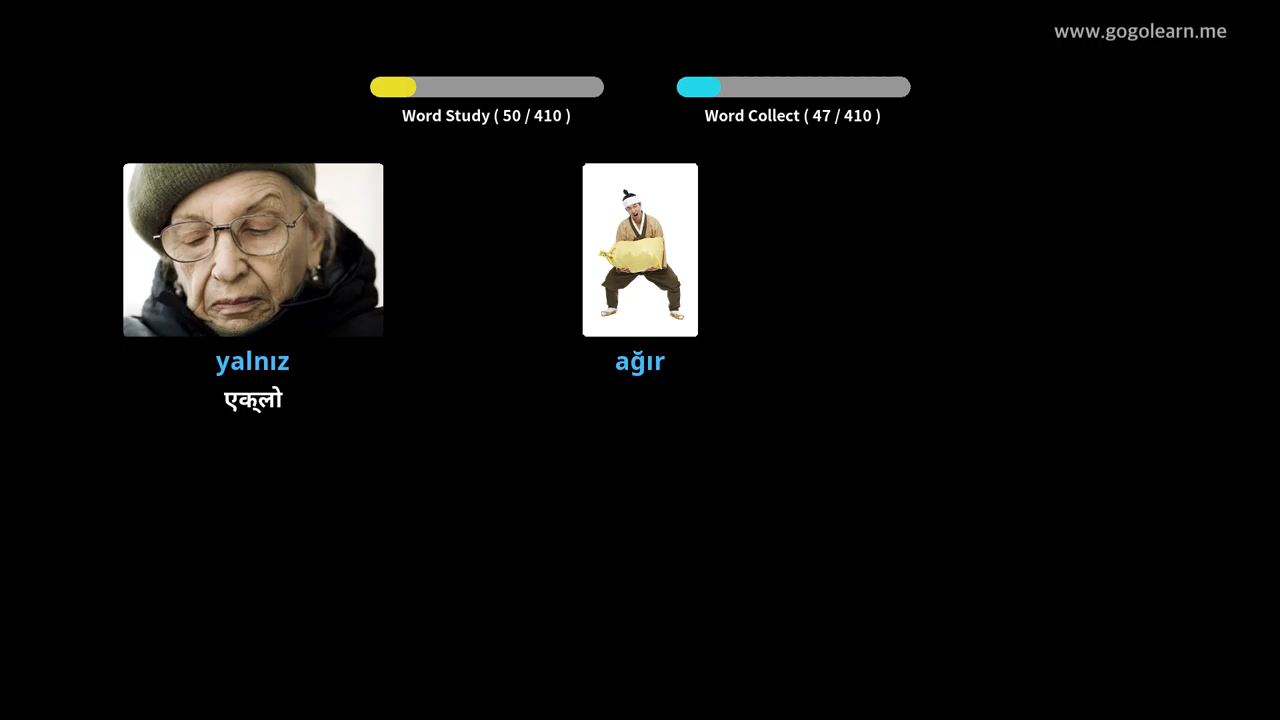 www.gogolearn.me
Word Study ( 50 / 410 )
Word Collect ( 47 / 410 )
yalnız
ağır
एक्लो